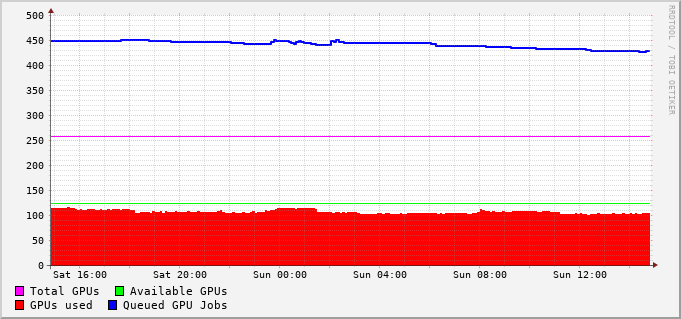 500
450
400
350
300
250
200
150
100
50
0
Sat 16:00 Sat 20:00 Sun 00:00 Sun 04:00 Sun 08:00 Sun 12:00
Total GPUs Available GPUs
GPUs used Queued GPU Jobs
RRDTOOL / TOBI OETIKER